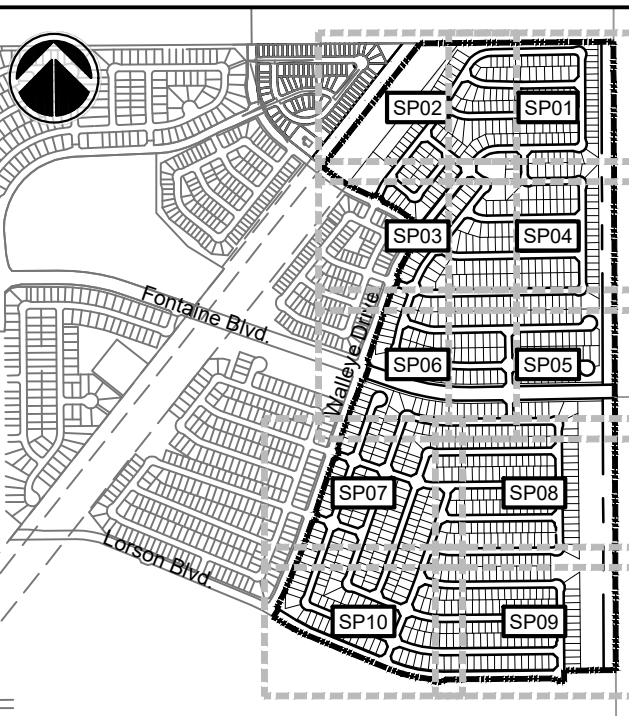 SP02
SP01
SP03
SP04
Fontaine Blvd.
Walleye Drive
SP06
SP05
SP07
SP08
Lorson Blvd.
SP10
SP09